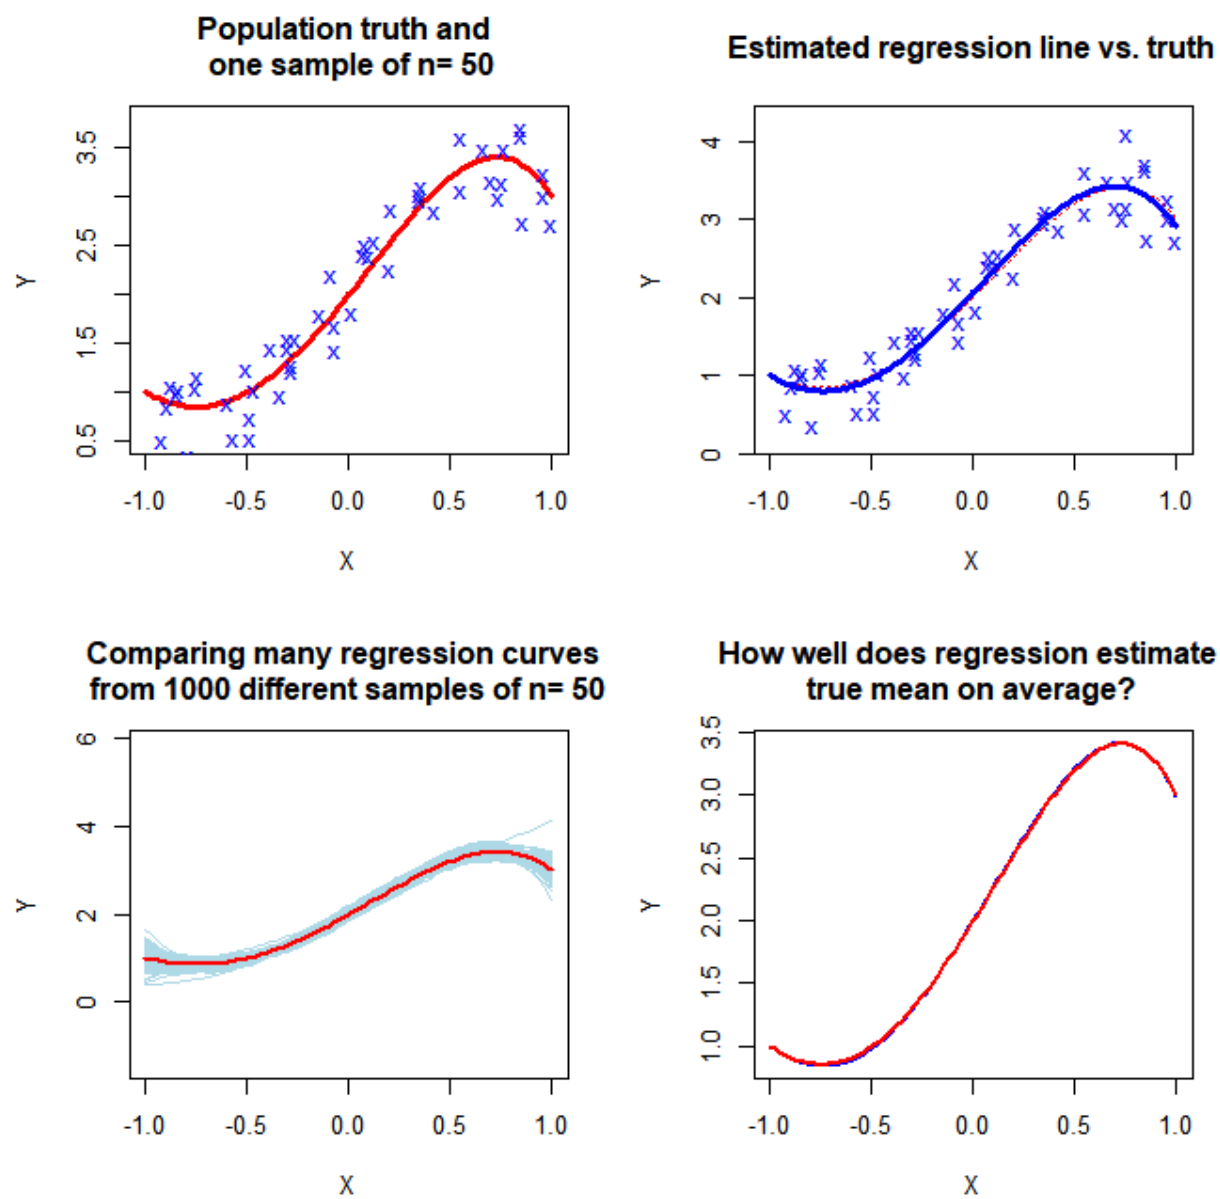 Population truth and
one sample of n= 50
Y
3.5
2.5
1.5
0.5
-1.0 -0.5 0.0 0.5 1.0
X
Estimated regression line vs. truth
Y
4
3
2
1
0
-1.0 -0.5 0.0 0.5 1.0
X
Comparing many regression curves
from 1000 different samples of n= 50
Y
6
4
2
0
-1.0 -0.5 0.0 0.5 1.0
X
How well does regression estimate
true mean on average?
Y
3.5
3.0
2.5
2.0
1.5
1.0
-1.0 -0.5 0.0 0.5 1.0
X